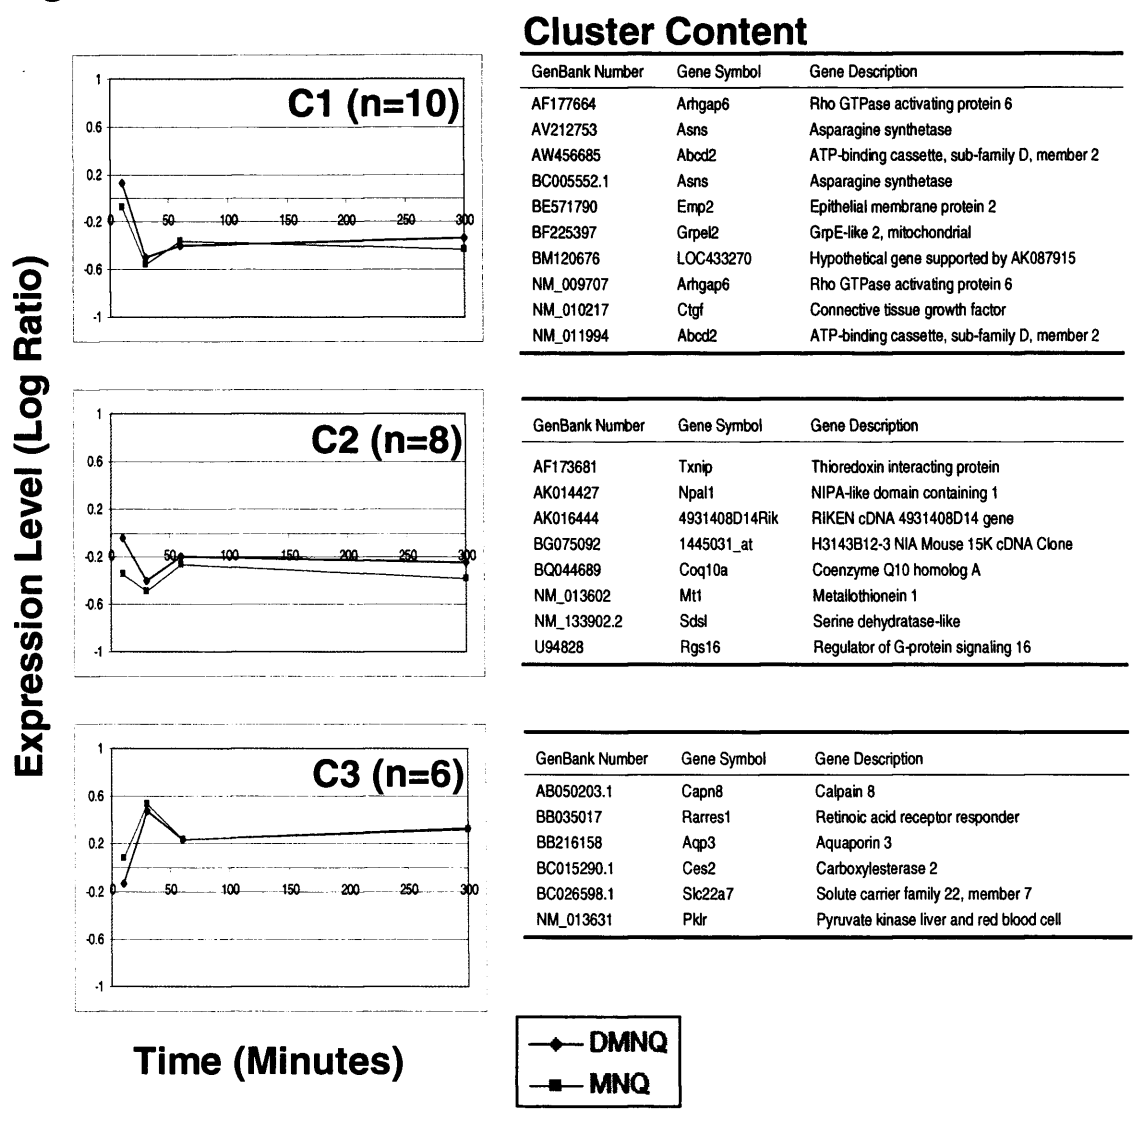 Cluster Content
Expression Level (Log Ratio)
C1 (n=10)
1
0.6
0.2
-0.2
-0.6
-1
0 50 100 150 200 250 300
GenBank Number Gene Symbol Gene Description
AF177664 Arhgap6 Rho GTPase activating protein 6
AV212753 Asns Asparagine synthetase
AW456685 Abcd2 ATP-binding cassette, sub-family D, member 2
BC005552.1 Asns Asparagine synthetase
BE571790 Emp2 Epithelial membrane protein 2
BF225397 Grpel2 GrpE-like 2, mitochondrial
BM120676 LOC433270 Hypothetical gene supported by AK087915
NM_009707 Arhgap6 Rho GTPase activating protein 6
NM_010217 Ctgf Connective tissue growth factor
NM_011994 Abcd2 ATP-binding cassette, sub-family D, member 2
C2 (n=8)
1
0.6
0.2
-0.2
-0.6
-1
0 50 100 150 200 250 300
GenBank Number Gene Symbol Gene Description
AF173681 Txnip Thioredoxin interacting protein
AK014427 Npal1 NIPA-like domain containing 1
AK016444 4931408D14Rik RIKEN cDNA 4931408D14 gene
BG075092 1445031_at H3143B12-3 NIA Mouse 15K cDNA Clone
BQ044689 Coq10a Coenzyme Q10 homolog A
NM_013602 Mt1 Metallothionein 1
NM_133902.2 Sdsl Serine dehydratase-like
U94828 Rgs16 Regulator of G-protein signaling 16
C3 (n=6)
1
0.6
0.2
-0.2
-0.6
-1
0 50 100 150 200 250 300
GenBank Number Gene Symbol Gene Description
AB050203.1 Capn8 Calpain 8
BB035017 Rarres1 Retinoic acid receptor responder
BB216158 Aqp3 Aquaporin 3
BC015290.1 Ces2 Carboxylesterase 2
BC026598.1 Slc22a7 Solute carrier family 22, member 7
NM_013631 Pklr Pyruvate kinase liver and red blood cell
Time (Minutes)
DMNQ
MNQ